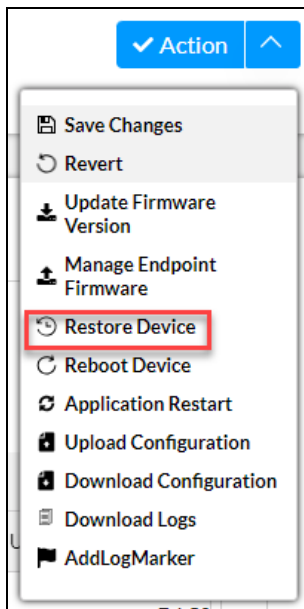 Action
Save Changes
Revert
Update Firmware
Version
Manage Endpoint
Firmware
Restore Device
Reboot Device
Application Restart
Upload Configuration
Download Configuration
Download Logs
U
AddLogMarker